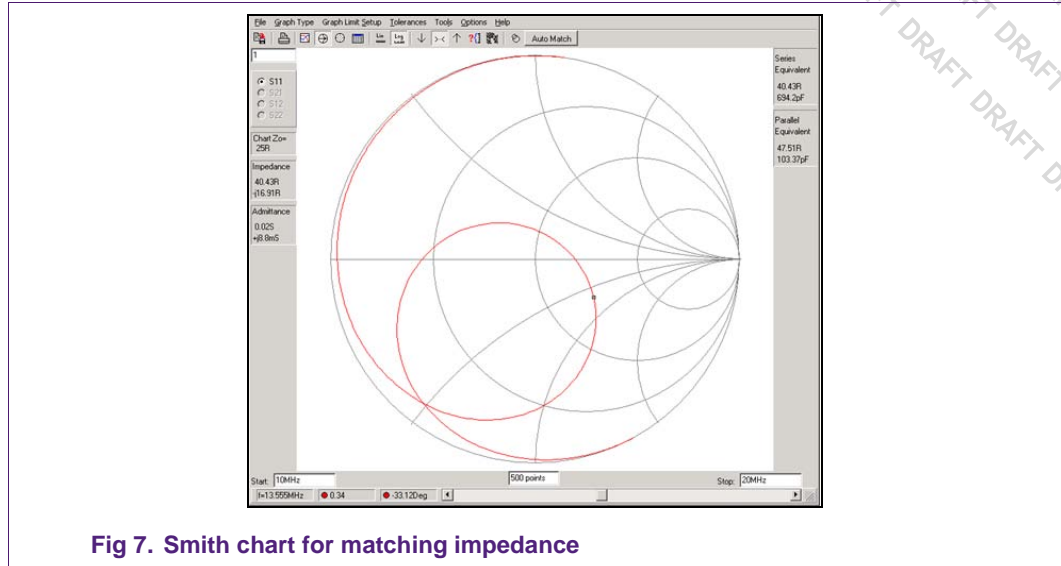 File Graph Type Graph Limit Setup Tolerances Tools Options Help
Lin Log Auto Match
1
S11
S21
S12
S22
Chart Zo=
25R
Impedance
40.43R
-j16.91R
Admittance
0.02S
+j8.8mS
Series
Equivalent
40.43R
694.2pF
Parallel
Equivalent
47.51R
103.37pF
Start: 10MHz
500 points
Stop: 20MHz
f=13.555MHz 0.34 -33.12Deg
Fig 7. Smith chart for matching impedance
DRAFT DRAFT
DRAFT DRAFT